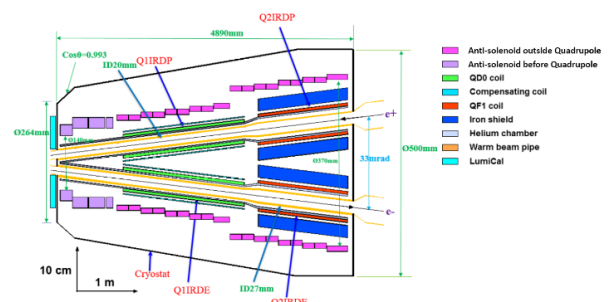 4890mm
Q2IRDP
Cosθ=0.993
ID20mm
Q1IRDP
Ø264mm
e+
33mrad
Ø370mm
Ø500mm
e-
10 cm
1 m
Cryostat
Q1IRDE
ID27mm
Q2IRDE
Anti-solenoid outside Quadrupole
Anti-solenoid before Quadrupole
QD0 coil
Compensating coil
QF1 coil
Iron shield
Helium chamber
Warm beam pipe
LumiCal